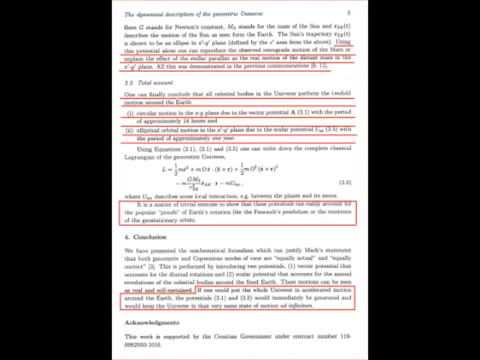 The dynamical description of the geocentric Universe 5
Here G stands for Newton's constant, M_S stands for the mass of the Sun and r_SE(t)
describes the motion of the Sun as seen form the Earth. The Sun's trajectory r_SE(t)
is shown to be an ellipse in x'-y' plane (defined by the z' axis from the above). Using
this potential alone one can reproduce the observed retrograde motion of the Mars or
explain the effect of the stellar parallax as the real motion of the distant stars in the
x'-y' plane. All this was demonstrated in the previous communications [9, 11].
3.3. Total account
One can finally conclude that all celestial bodies in the Universe perform the twofold
motion around the Earth:
(i) circular motion in the x-y plane due to the vector potential A (3.1) with the period
of approximately 24 hours and
(ii) elliptical orbital motion in the x'-y' plane due to the scalar potential U_ps (3.5) with
the period of approximately one year.
Using Equations (3.1), (3.1) and (3.5) one can write down the complete classical
Lagrangian of the geocentric Universe,
where U_loc describes some local interaction, e.g. between the planet and its moon.
It is a matter of trivial exercise to show that these potentials can easily account for
the popular "proofs" of Earth's rotation like the Faucault's pendulum or the existence
of the geostationary orbits.
4. Conclusion
We have presented the mathematical formalism which can justify Mach's statement
that both geocentric and Copernican modes of view are "equally actual" and "equally
correct" [3]. This is performed by introducing two potentials, (1) vector potential that
accounts for the diurnal rotations and (2) scalar potential that accounts for the annual
revolutions of the celestial bodies around the fixed Earth. These motions can be seen
as real and self-sustained. If one could put the whole Universe in accelerated motion
around the Earth, the potentials (3.1) and (3.5) would immediately be generated and
would keep the Universe in that very same state of motion ad infinitum.
Acknowledgments
This work is supported by the Croatian Government under contract number 119-
0982930-1016.